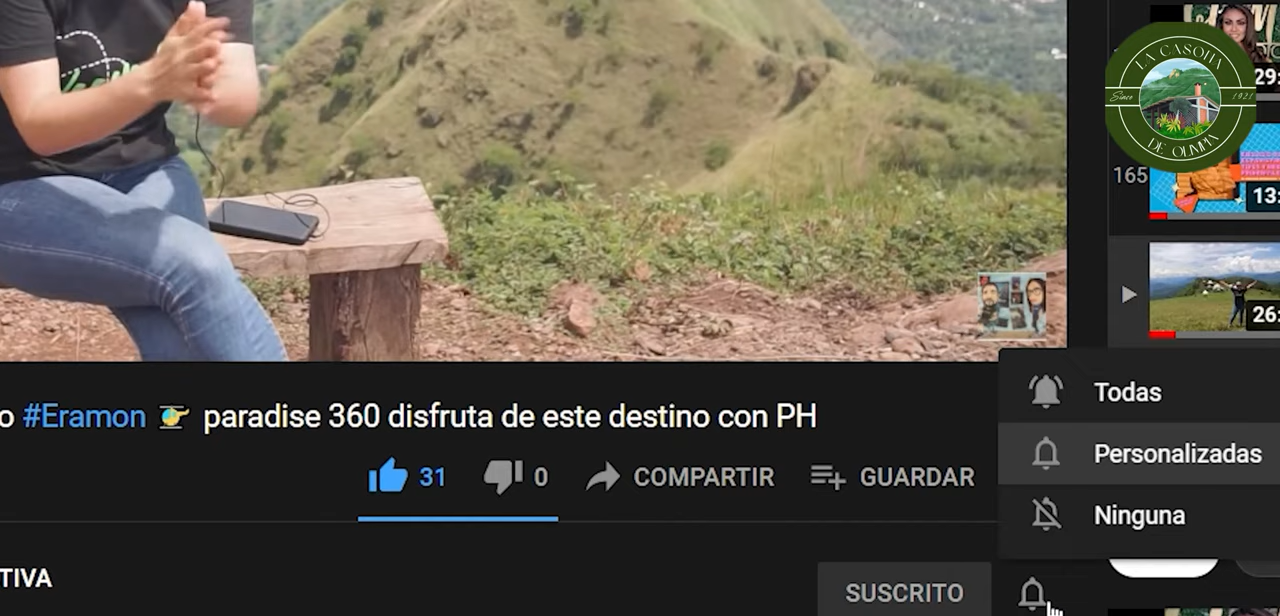 LA CASONA
Since 1921
DE OLIMPIA
29:
165
13:
26:
Todas
o #Eramon paradise 360 disfruta de este destino con PH
Personalizadas
31 0 COMPARTIR GUARDAR
Ninguna
TIVA
SUSCRITO